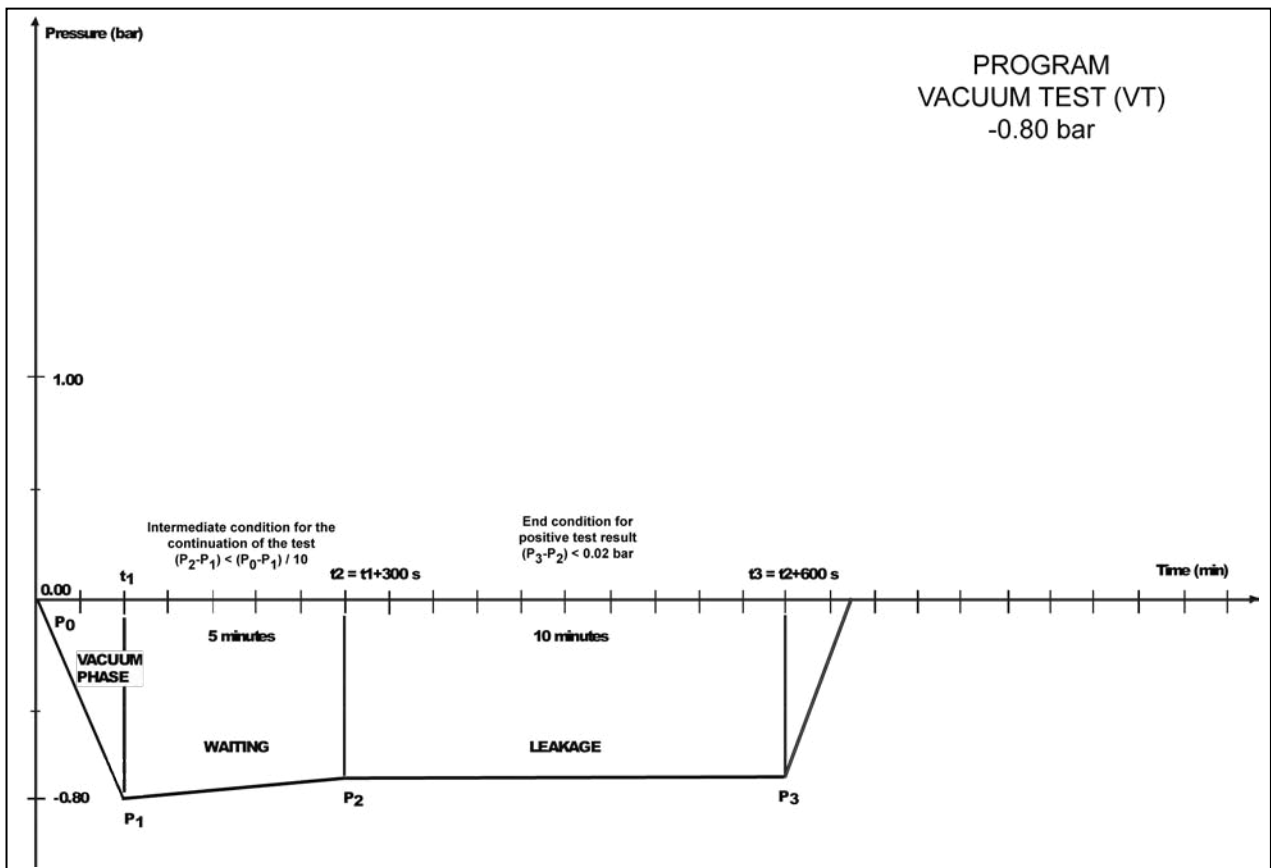 Pressure (bar)
PROGRAM
VACUUM TEST (VT)
-0.80 bar
1.00
Intermediate condition for the
continuation of the test
(P2-P1) < (P0-P1) / 10
End condition for
positive test result
(P3-P2) < 0.02 bar
t1
t2 = t1+300 s
t3 = t2+600 s
Time (min)
0.00
P0
5 minutes
10 minutes
VACUUM
PHASE
WAITING
LEAKAGE
-0.80
P1
P2
P3